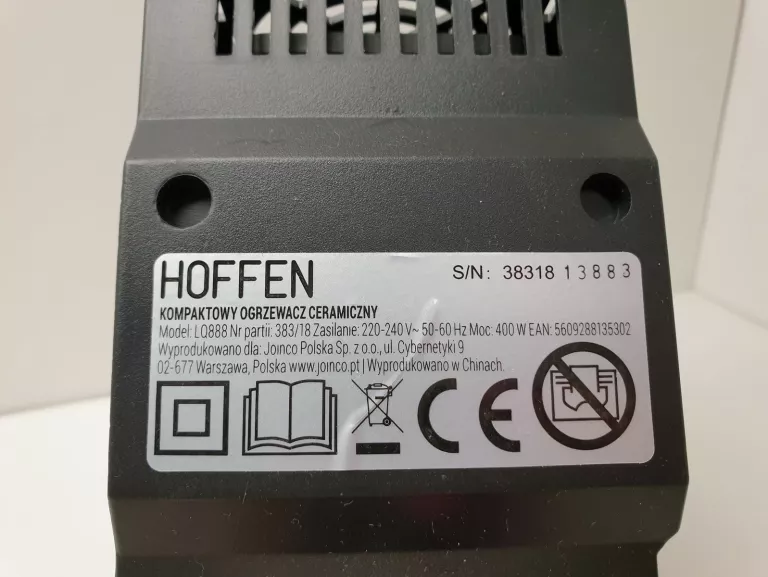 HOFFEN
S/N: 38318 13883
KOMPAKTOWY OGRZEWACZ CERAMICZNY
Model: LQ888 Nr partii: 383/18 Zasilanie: 220-240 V~ 50-60 Hz Moc: 400 W EAN: 5609288135302
Wyprodukowano dla: Joinco Polska Sp. z o.o., ul. Cybernetyki 9
02-677 Warszawa, Polska www.joinco.pt | Wyprodukowano w Chinach.
CE